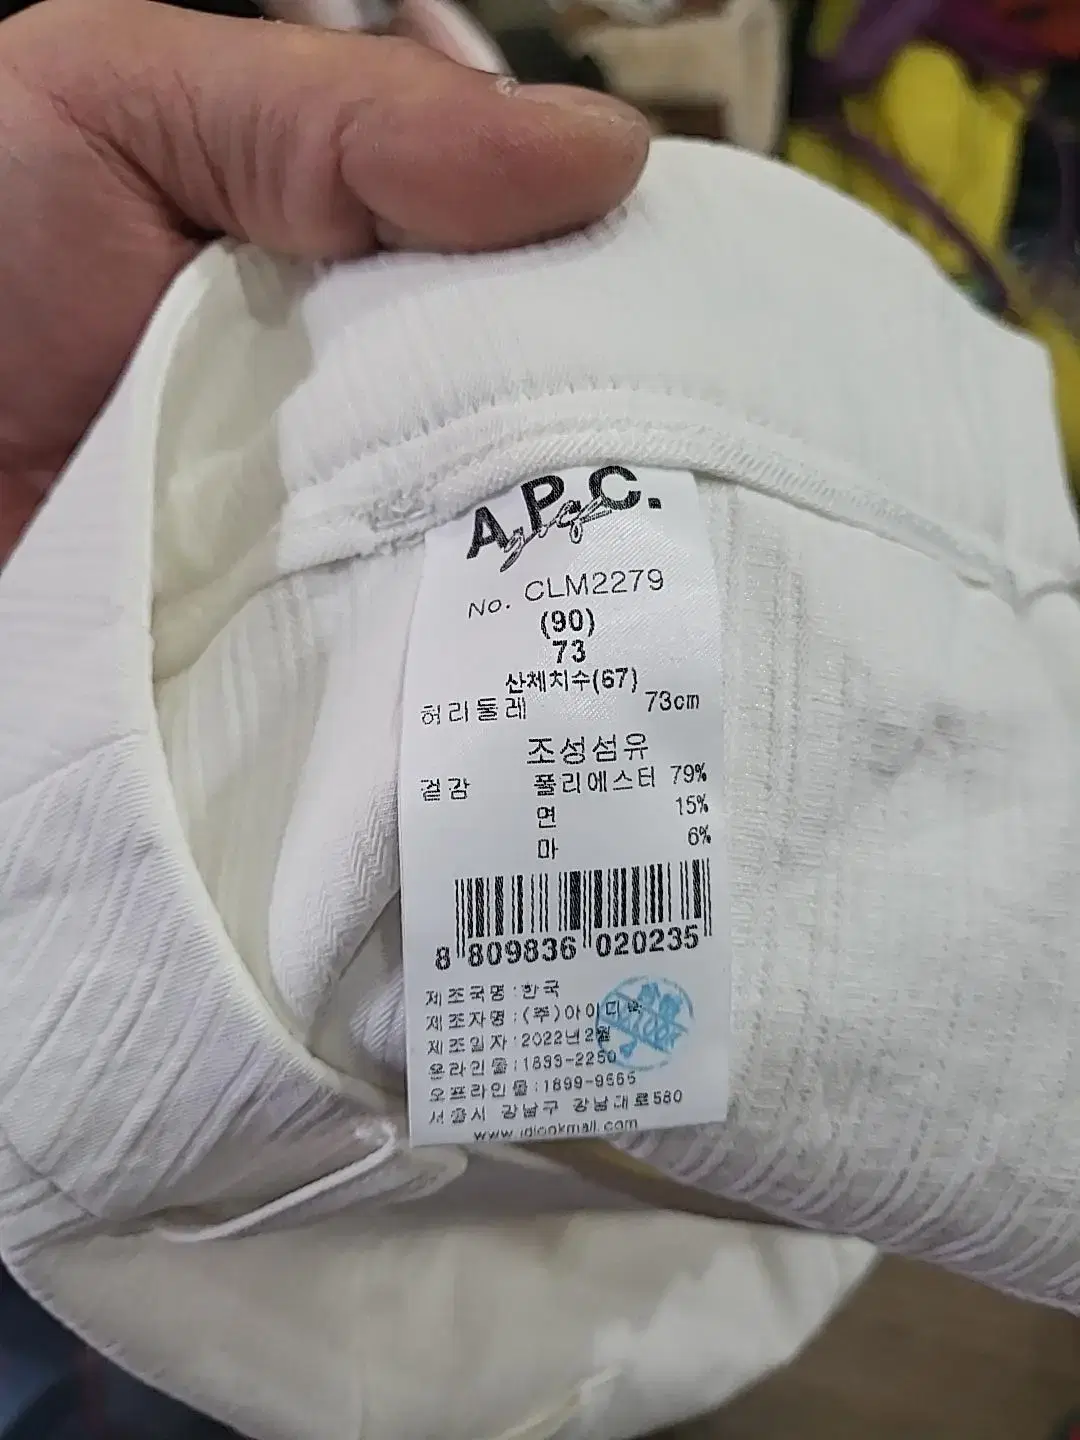 A.P.C.
golf
No. CLM2279
(90)
73
산체치수(67)
허리둘레 73cm
조성섬유
겉감 폴리에스터 79%
면 15%
마 6%
8 809836 020235
제조국명:한국
제조자명:(주)아이디룩
제조일자:2022년2월
온라인몰:1899-2250
오프라인몰:1899-9565
서울시 강남구 강남대로580
www.idlookmall.com